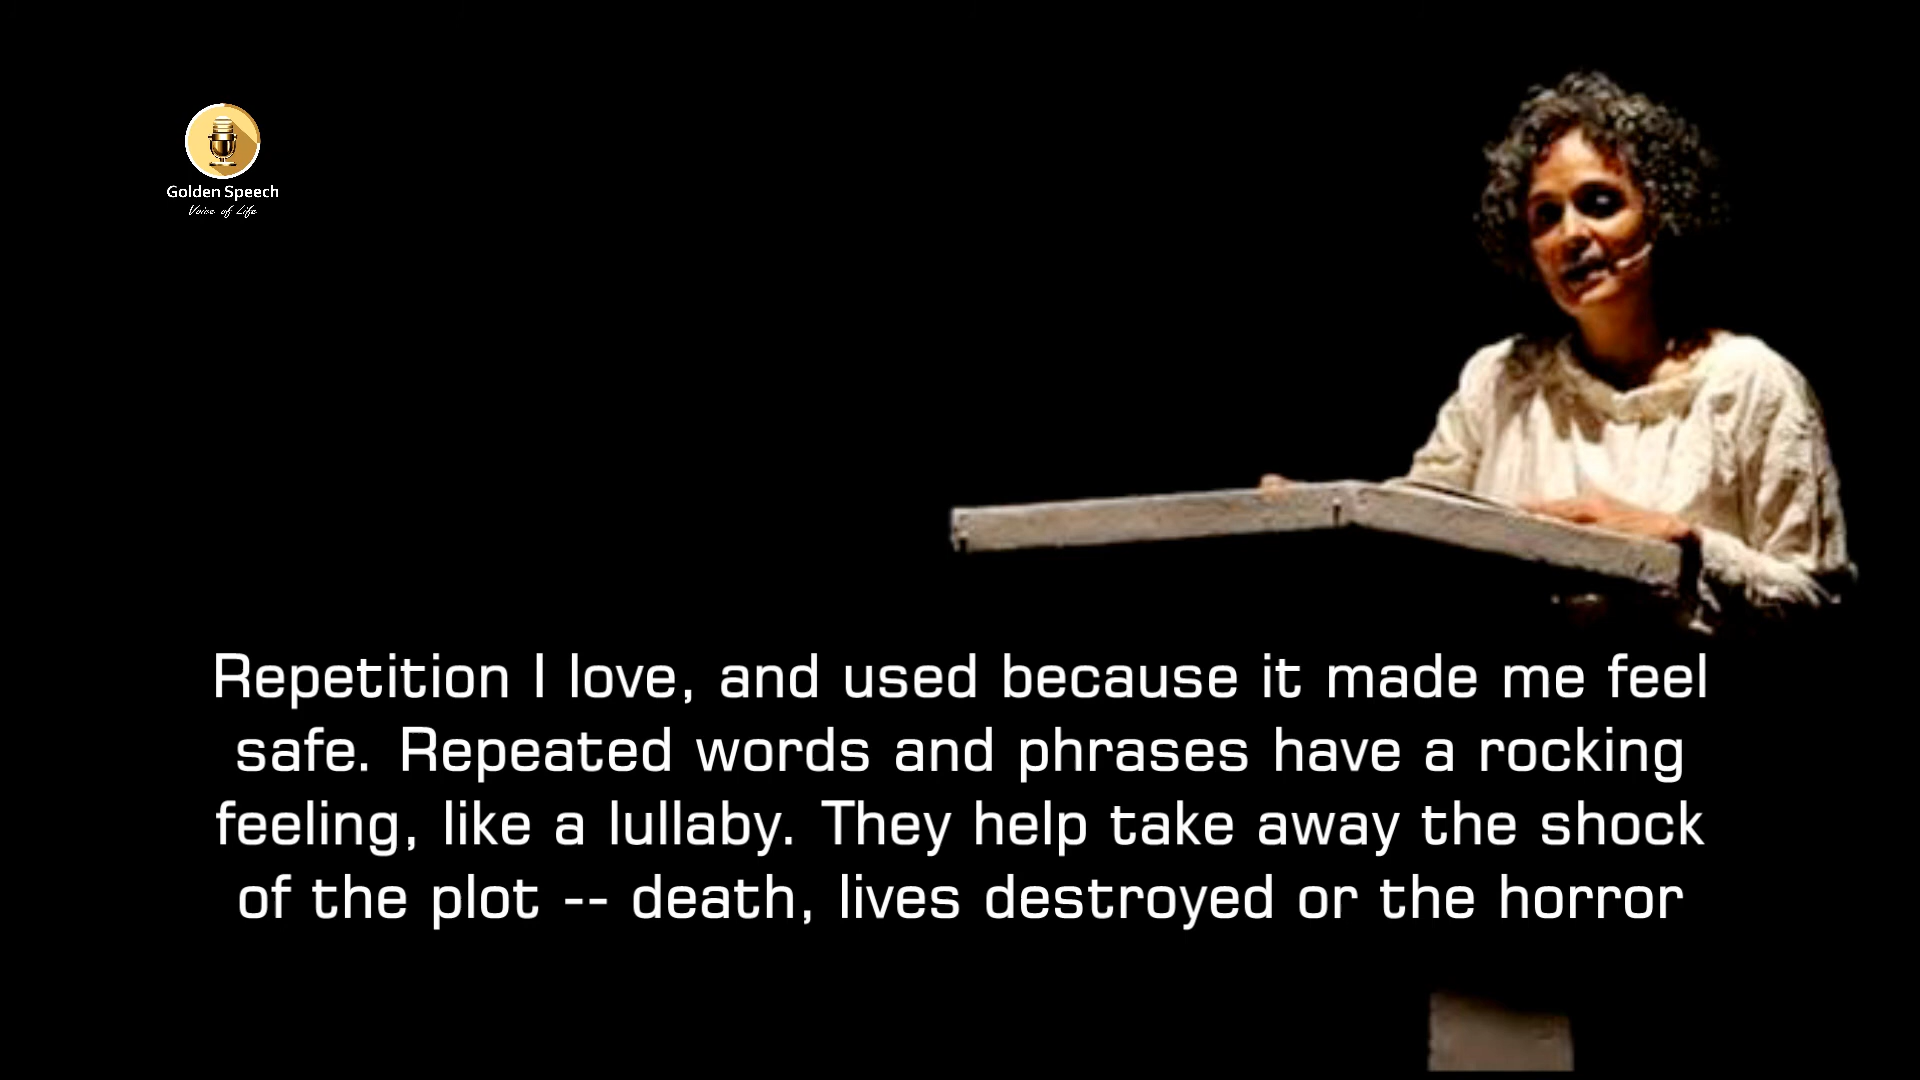 Golden Speech
Voice of Life
Repetition I love, and used because it made me feel
safe. Repeated words and phrases have a rocking
feeling, like a lullaby. They help take away the shock
of the plot -- death, lives destroyed or the horror